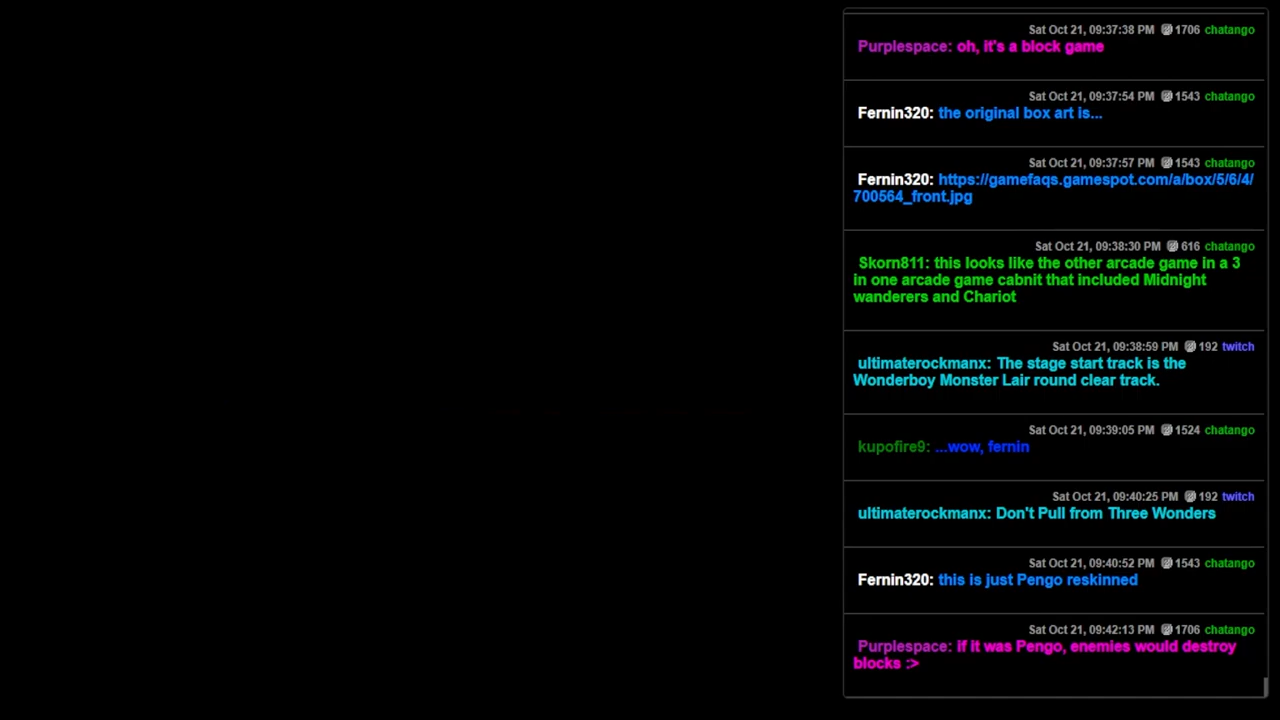 Sat Oct 21, 09:37:38 PM 1706 chatango
Purplespace: oh, it's a block game
Sat Oct 21, 09:37:54 PM 1543 chatango
Fernin320: the original box art is...
Sat Oct 21, 09:37:57 PM 1543 chatango
Fernin320: https://gamefaqs.gamespot.com/a/box/5/6/4/
700564_front.jpg
Sat Oct 21, 09:38:30 PM 616 chatango
Skorn811: this looks like the other arcade game in a 3
in one arcade game cabnit that included Midnight
wanderers and Chariot
Sat Oct 21, 09:38:59 PM 192 twitch
ultimaterockmanx: The stage start track is the
Wonderboy Monster Lair round clear track.
Sat Oct 21, 09:39:05 PM 1524 chatango
kupofire9: ...wow, fernin
Sat Oct 21, 09:40:25 PM 192 twitch
ultimaterockmanx: Don't Pull from Three Wonders
Sat Oct 21, 09:40:52 PM 1543 chatango
Fernin320: this is just Pengo reskinned
Sat Oct 21, 09:42:13 PM 1706 chatango
Purplespace: if it was Pengo, enemies would destroy
blocks :>